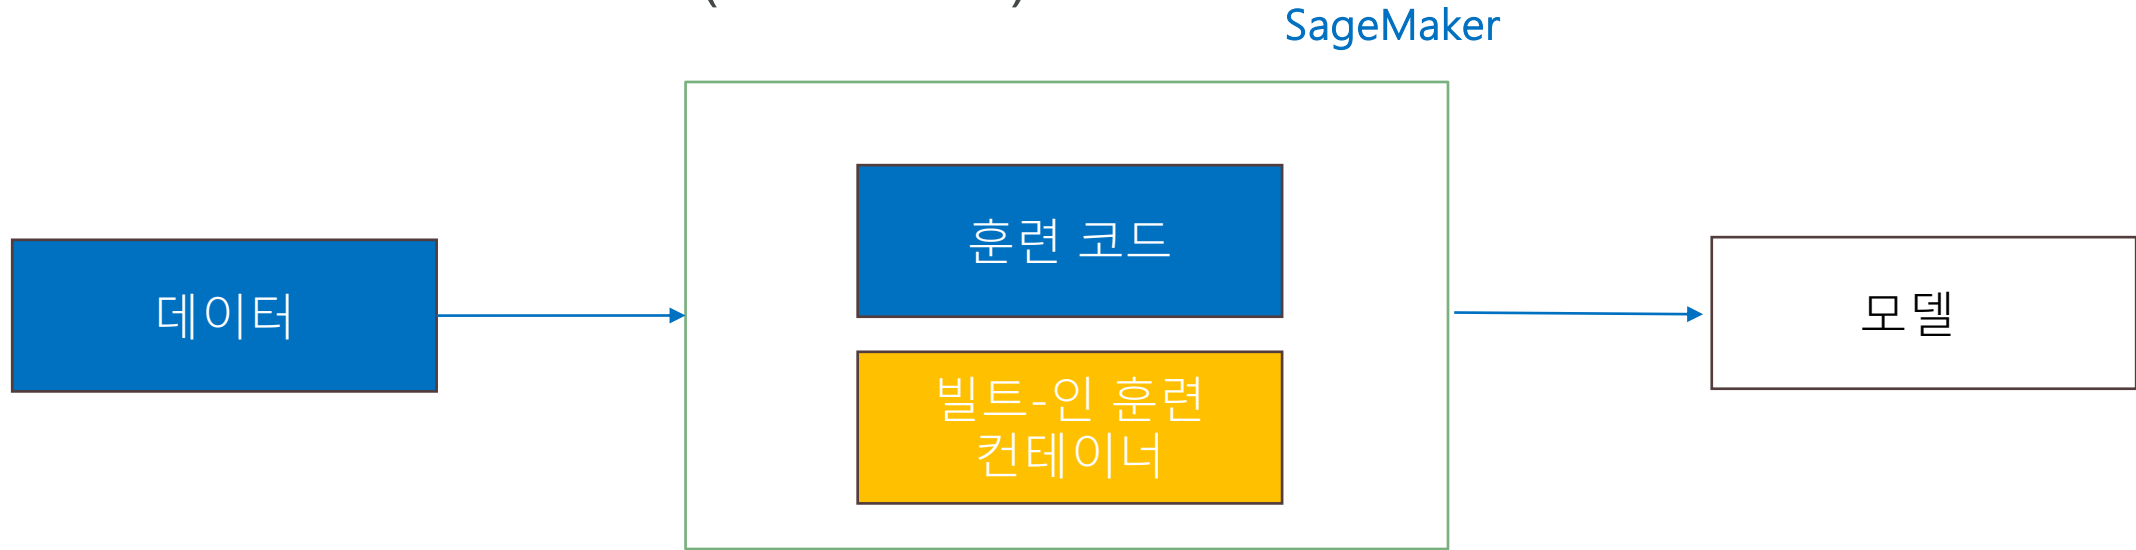 SageMaker
훈련 코드
데이터
모델
빌트-인 훈련
컨테이너